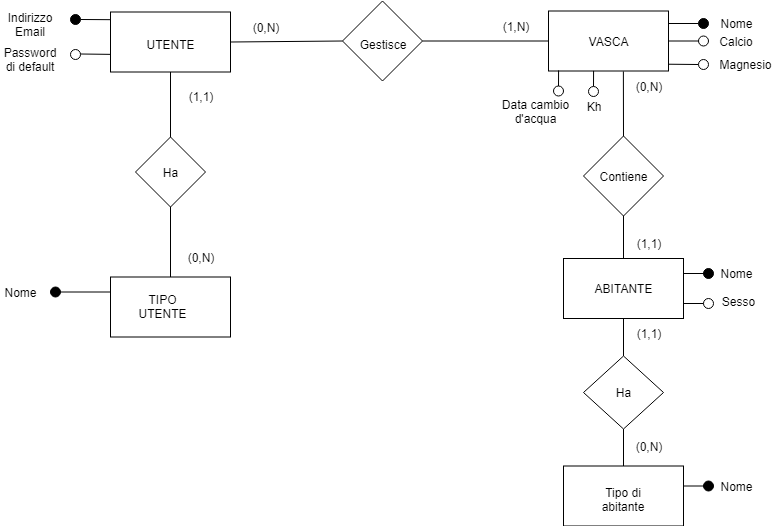 Indirizzo
Email
Password
di default
UTENTE
(0,N)
Gestisce
(1,N)
VASCA
Nome
Calcio
Magnesio
Data cambio
d'acqua
Kh
(0,N)
(1,1)
Ha
Contiene
(0,N)
(1,1)
Nome
TIPO
UTENTE
ABITANTE
Nome
Sesso
(1,1)
Ha
(0,N)
Tipo di
abitante
Nome